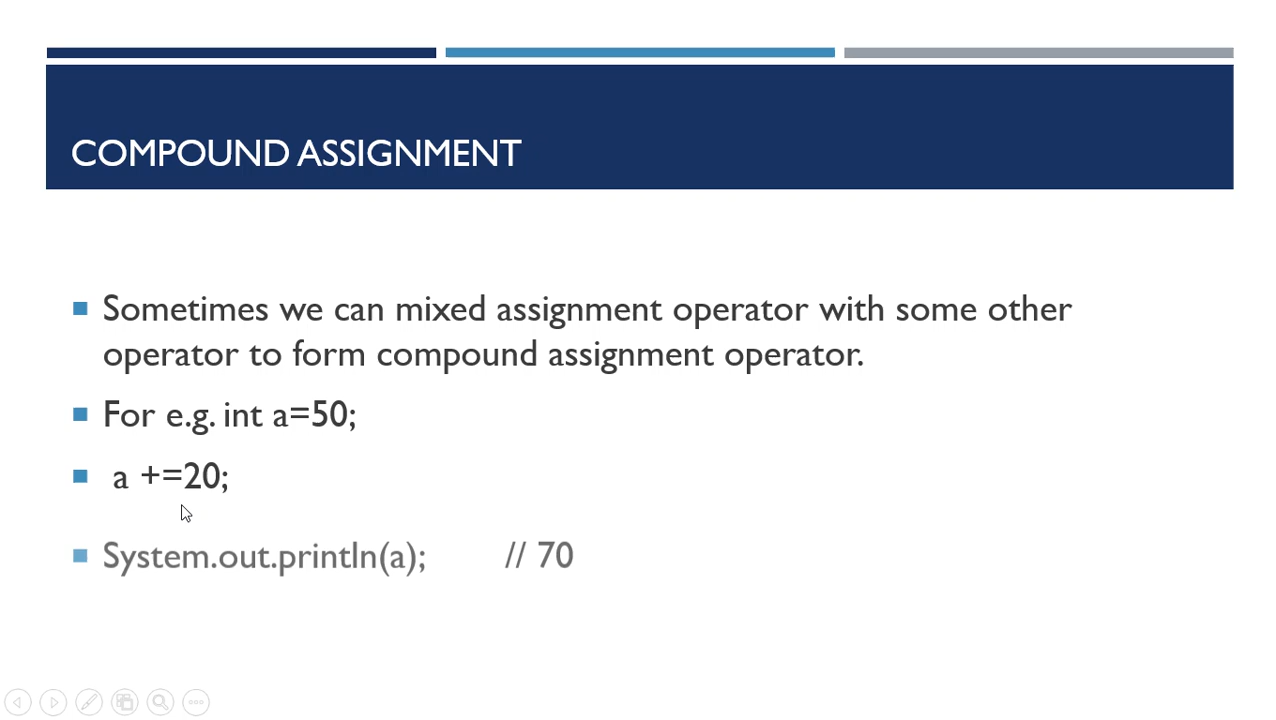 COMPOUND ASSIGNMENT
Sometimes we can mixed assignment operator with some other
operator to form compound assignment operator.
For e.g. int a=50;
a +=20;
System.out.println(a); // 70